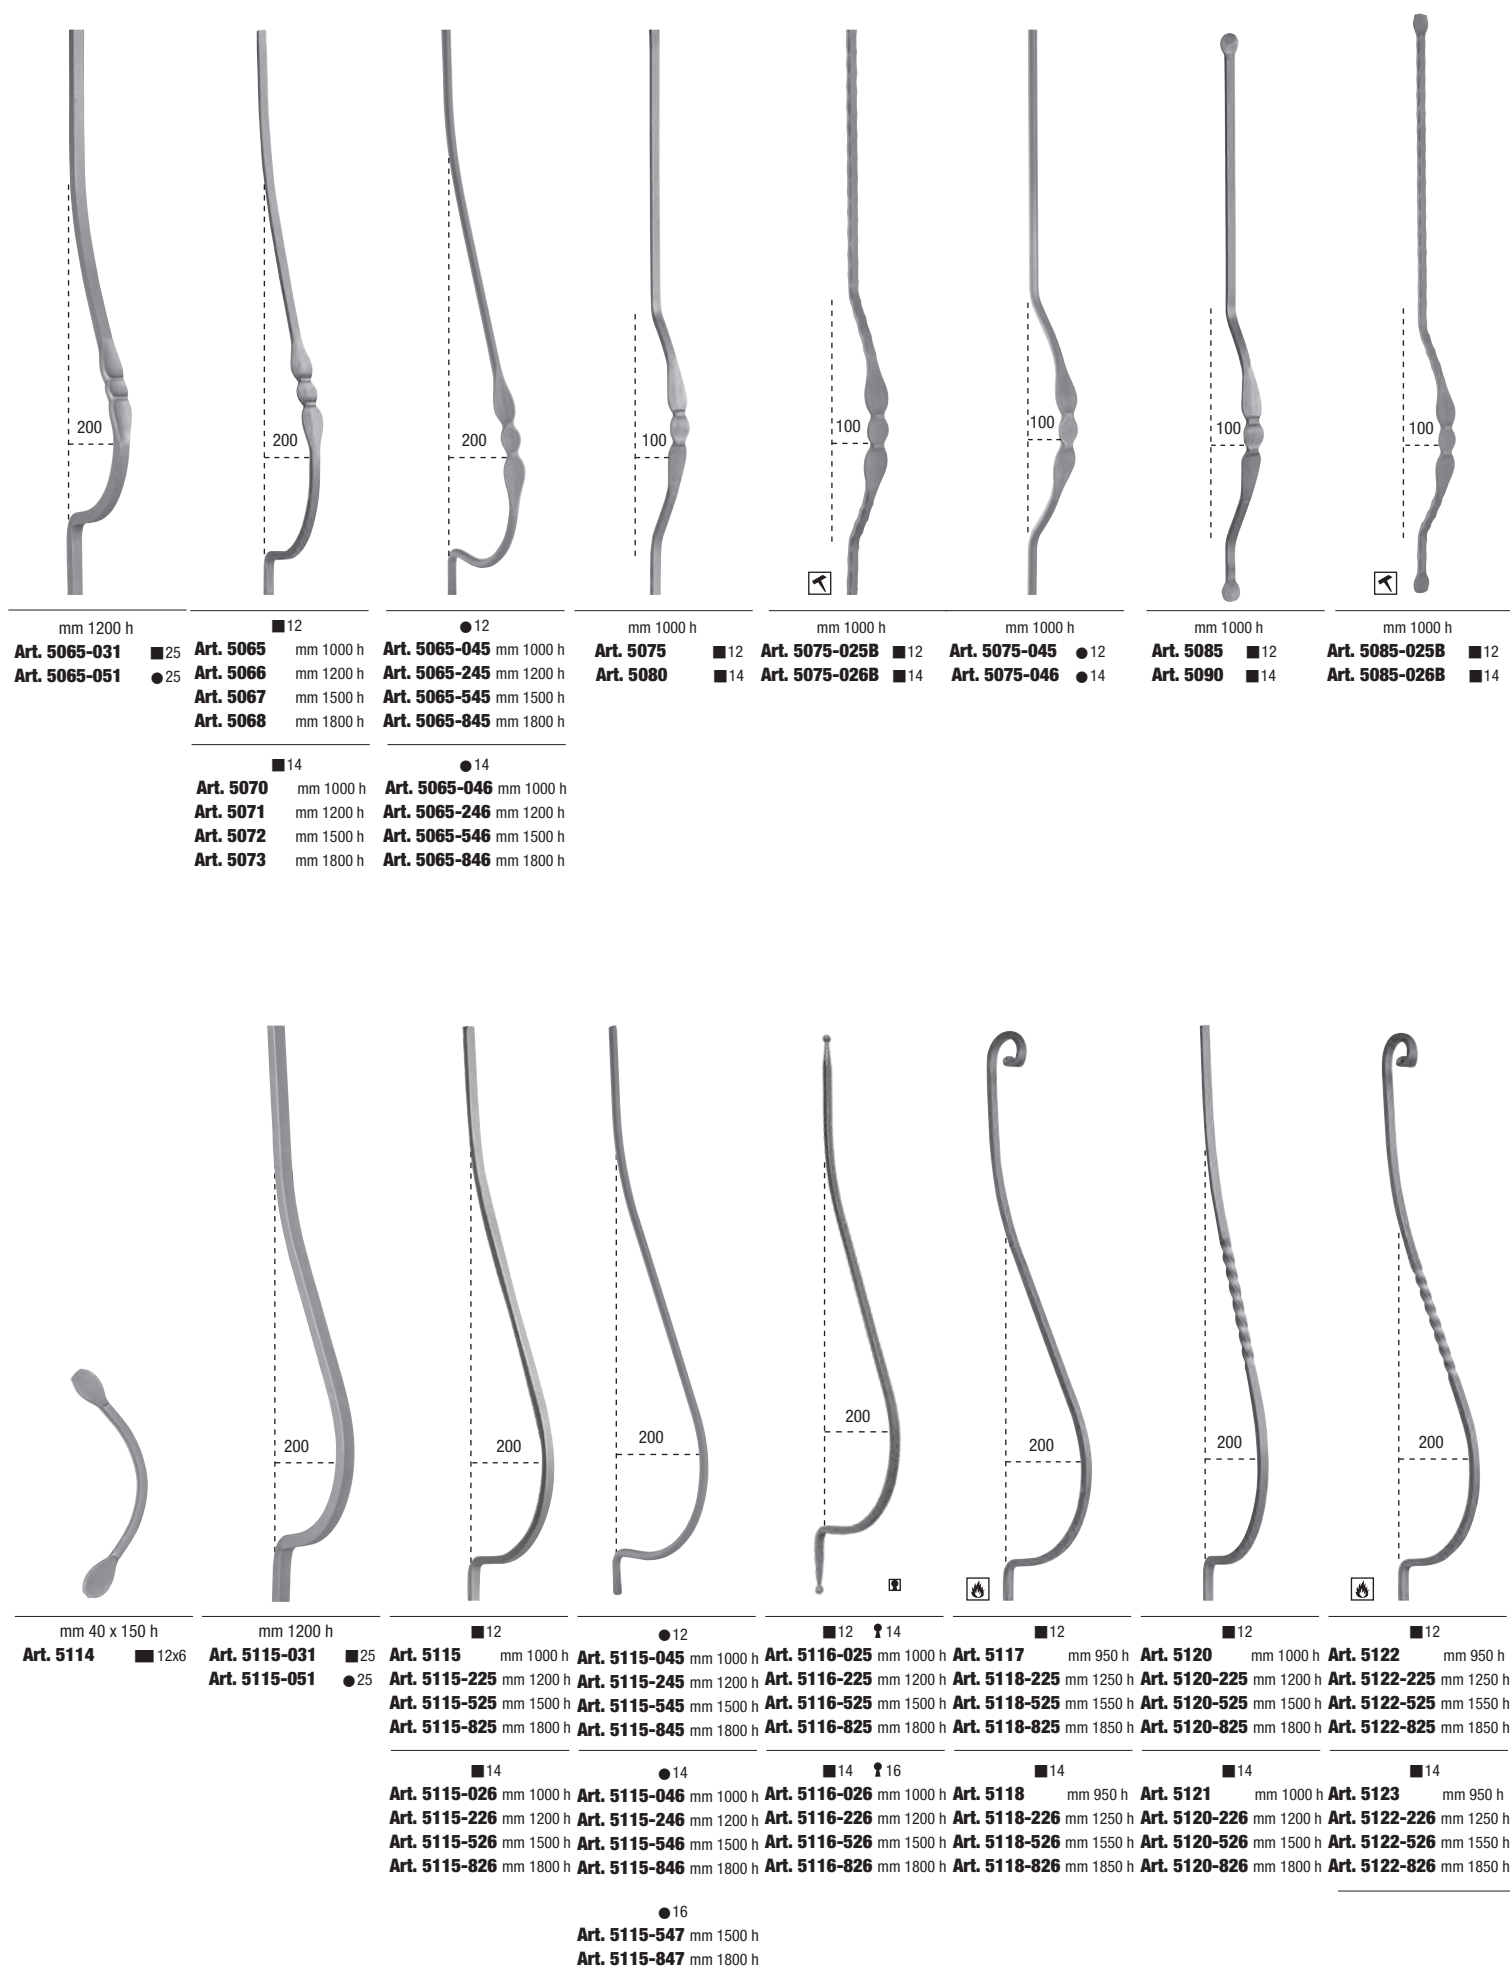 200
200
200
100
100
100
100
100
mm 1200 h
Art. 5065-031 ■ 25
Art. 5065-051 ● 25
■ 12
Art. 5065 mm 1000 h
Art. 5066 mm 1200 h
Art. 5067 mm 1500 h
Art. 5068 mm 1800 h
■ 14
Art. 5070 mm 1000 h
Art. 5071 mm 1200 h
Art. 5072 mm 1500 h
Art. 5073 mm 1800 h
● 12
Art. 5065-045 mm 1000 h
Art. 5065-245 mm 1200 h
Art. 5065-545 mm 1500 h
Art. 5065-845 mm 1800 h
● 14
Art. 5065-046 mm 1000 h
Art. 5065-246 mm 1200 h
Art. 5065-546 mm 1500 h
Art. 5065-846 mm 1800 h
mm 1000 h
Art. 5075 ■ 12
Art. 5080 ■ 14
mm 1000 h
Art. 5075-025B ■ 12
Art. 5075-026B ■ 14
mm 1000 h
Art. 5075-045 ● 12
Art. 5075-046 ● 14
mm 1000 h
Art. 5085 ■ 12
Art. 5090 ■ 14
mm 1000 h
Art. 5085-025B ■ 12
Art. 5085-026B ■ 14
200
200
200
200
200
200
200
mm 40 x 150 h
Art. 5114 12x6
mm 1200 h
Art. 5115-031 ■ 25
Art. 5115-051 ● 25
■ 12
Art. 5115 mm 1000 h
Art. 5115-225 mm 1200 h
Art. 5115-525 mm 1500 h
Art. 5115-825 mm 1800 h
■ 14
Art. 5115-026 mm 1000 h
Art. 5115-226 mm 1200 h
Art. 5115-526 mm 1500 h
Art. 5115-826 mm 1800 h
● 12
Art. 5115-045 mm 1000 h
Art. 5115-245 mm 1200 h
Art. 5115-545 mm 1500 h
Art. 5115-845 mm 1800 h
● 14
Art. 5115-046 mm 1000 h
Art. 5115-246 mm 1200 h
Art. 5115-546 mm 1500 h
Art. 5115-846 mm 1800 h
● 16
Art. 5115-547 mm 1500 h
Art. 5115-847 mm 1800 h
■ 12 14
Art. 5116-025 mm 1000 h
Art. 5116-225 mm 1200 h
Art. 5116-525 mm 1500 h
Art. 5116-825 mm 1800 h
■ 14 16
Art. 5116-026 mm 1000 h
Art. 5116-226 mm 1200 h
Art. 5116-526 mm 1500 h
Art. 5116-826 mm 1800 h
■ 12
Art. 5117 mm 950 h
Art. 5118-225 mm 1250 h
Art. 5118-525 mm 1550 h
Art. 5118-825 mm 1850 h
■ 14
Art. 5118 mm 950 h
Art. 5118-226 mm 1250 h
Art. 5118-526 mm 1550 h
Art. 5118-826 mm 1850 h
■ 12
Art. 5120 mm 1000 h
Art. 5120-225 mm 1200 h
Art. 5120-525 mm 1500 h
Art. 5120-825 mm 1800 h
■ 14
Art. 5121 mm 1000 h
Art. 5120-226 mm 1200 h
Art. 5120-526 mm 1500 h
Art. 5120-826 mm 1800 h
■ 12
Art. 5122 mm 950 h
Art. 5122-225 mm 1250 h
Art. 5122-525 mm 1550 h
Art. 5122-825 mm 1850 h
■ 14
Art. 5123 mm 950 h
Art. 5122-226 mm 1250 h
Art. 5122-526 mm 1550 h
Art. 5122-826 mm 1850 h